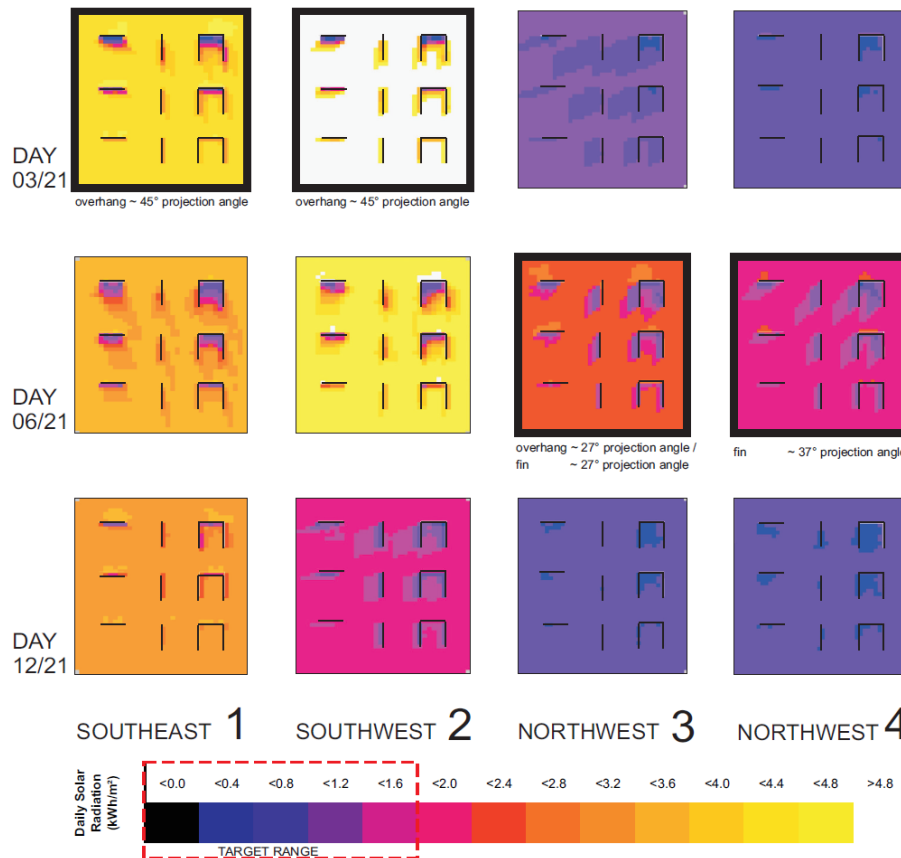 DAY
03/21
overhang ~ 45° projection angle
overhang ~ 45° projection angle
DAY
06/21
overhang ~ 27° projection angle /
fin ~ 27° projection angle
fin ~ 37° projection angle
DAY
12/21
SOUTHEAST 1
SOUTHWEST 2
NORTHWEST 3
NORTHWEST 4
Daily Solar
Radiation
(kWh/m²)
<0.0 <0.4 <0.8 <1.2 <1.6 <2.0 <2.4 <2.8 <3.2 <3.6 <4.0 <4.4 <4.8 >4.8
TARGET RANGE